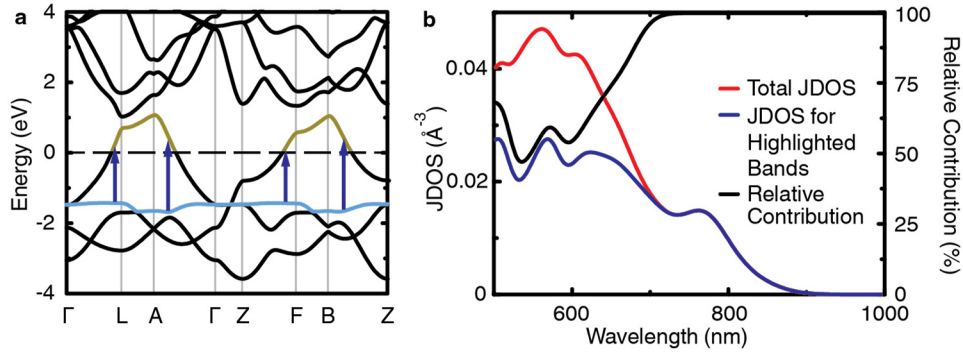 a
4
2
0
-2
-4
Energy (eV)
Γ L A Γ Z F B Z
b
0.04
0.02
0
JDOS (Å⁻³)
100
75
50
25
0
Relative Contribution (%)
Total JDOS
JDOS for
Highlighted
Bands
Relative
Contribution
600 800 1000
Wavelength (nm)